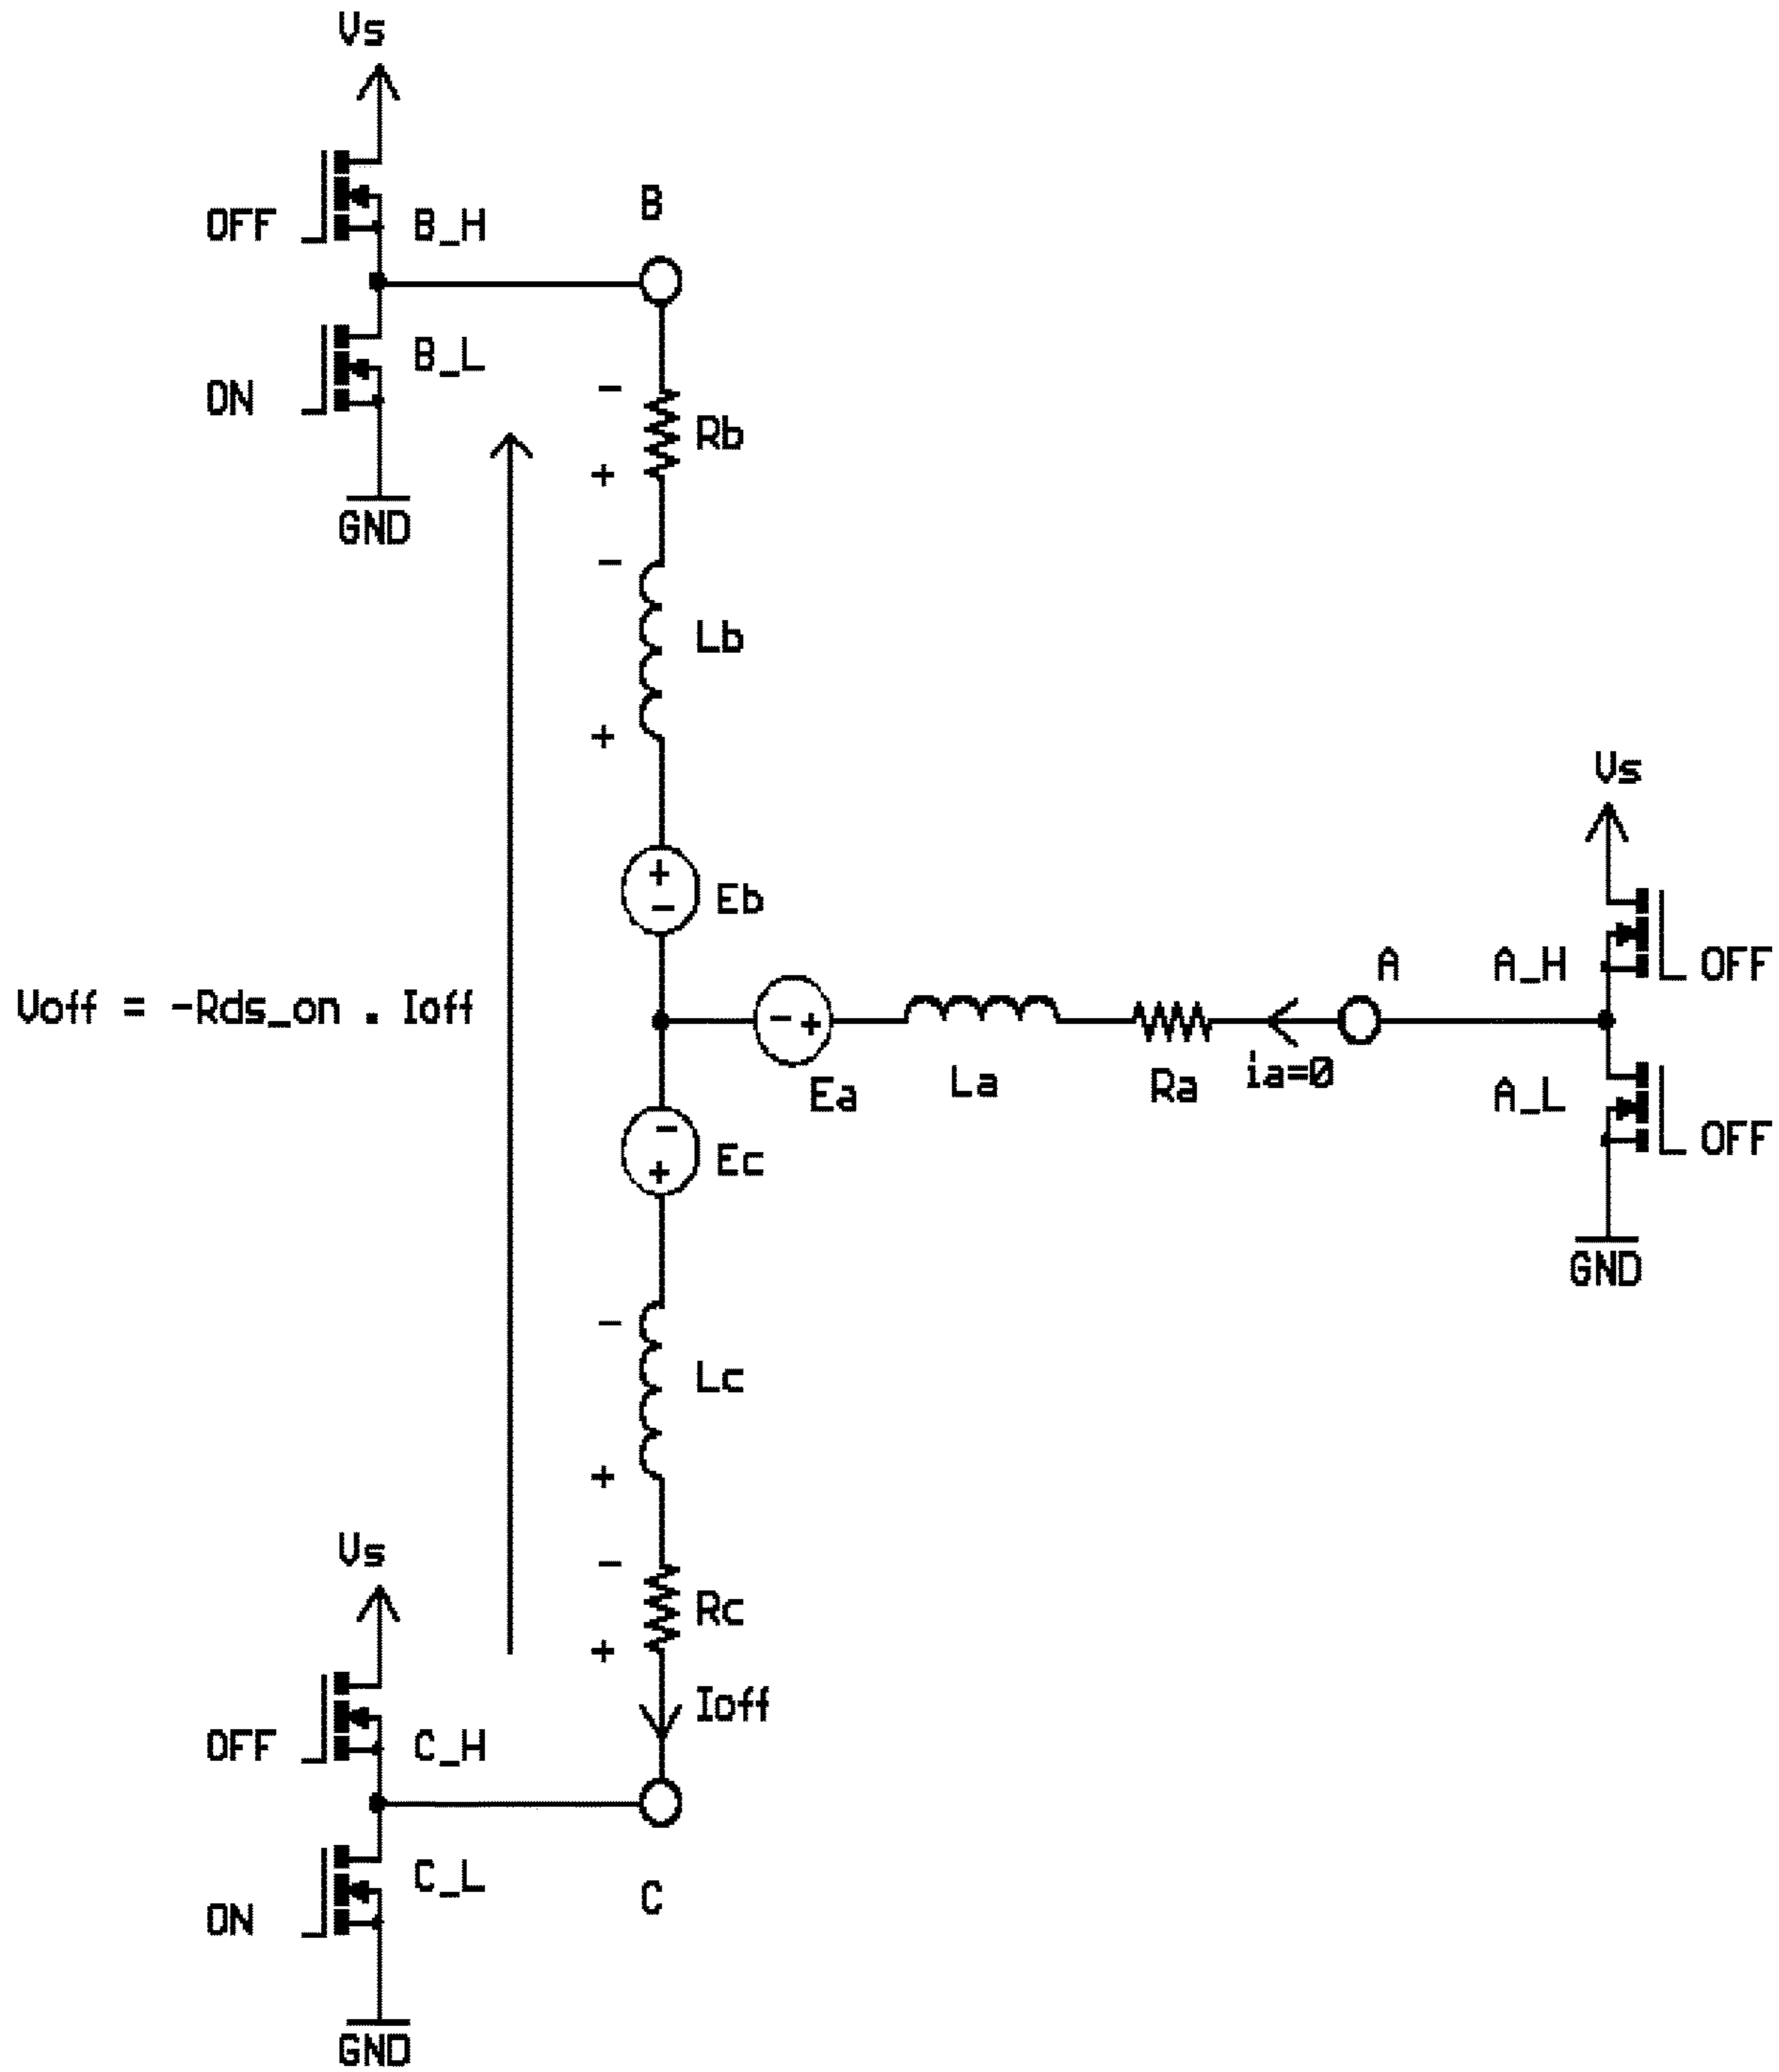 Vs
B
OFF
B_H
B_L
ON
-
Rb
+
GND
-
Lb
+
Vs
+
-
Eb
A
A_H
OFF
Voff = -Rds_on . Ioff
- +
Ea
La
Ra
ia=0
A_L
OFF
-
+
Ec
GND
-
Lc
+
Vs
-
Rc
+
Ioff
OFF
C_H
C_L
C
ON
GND